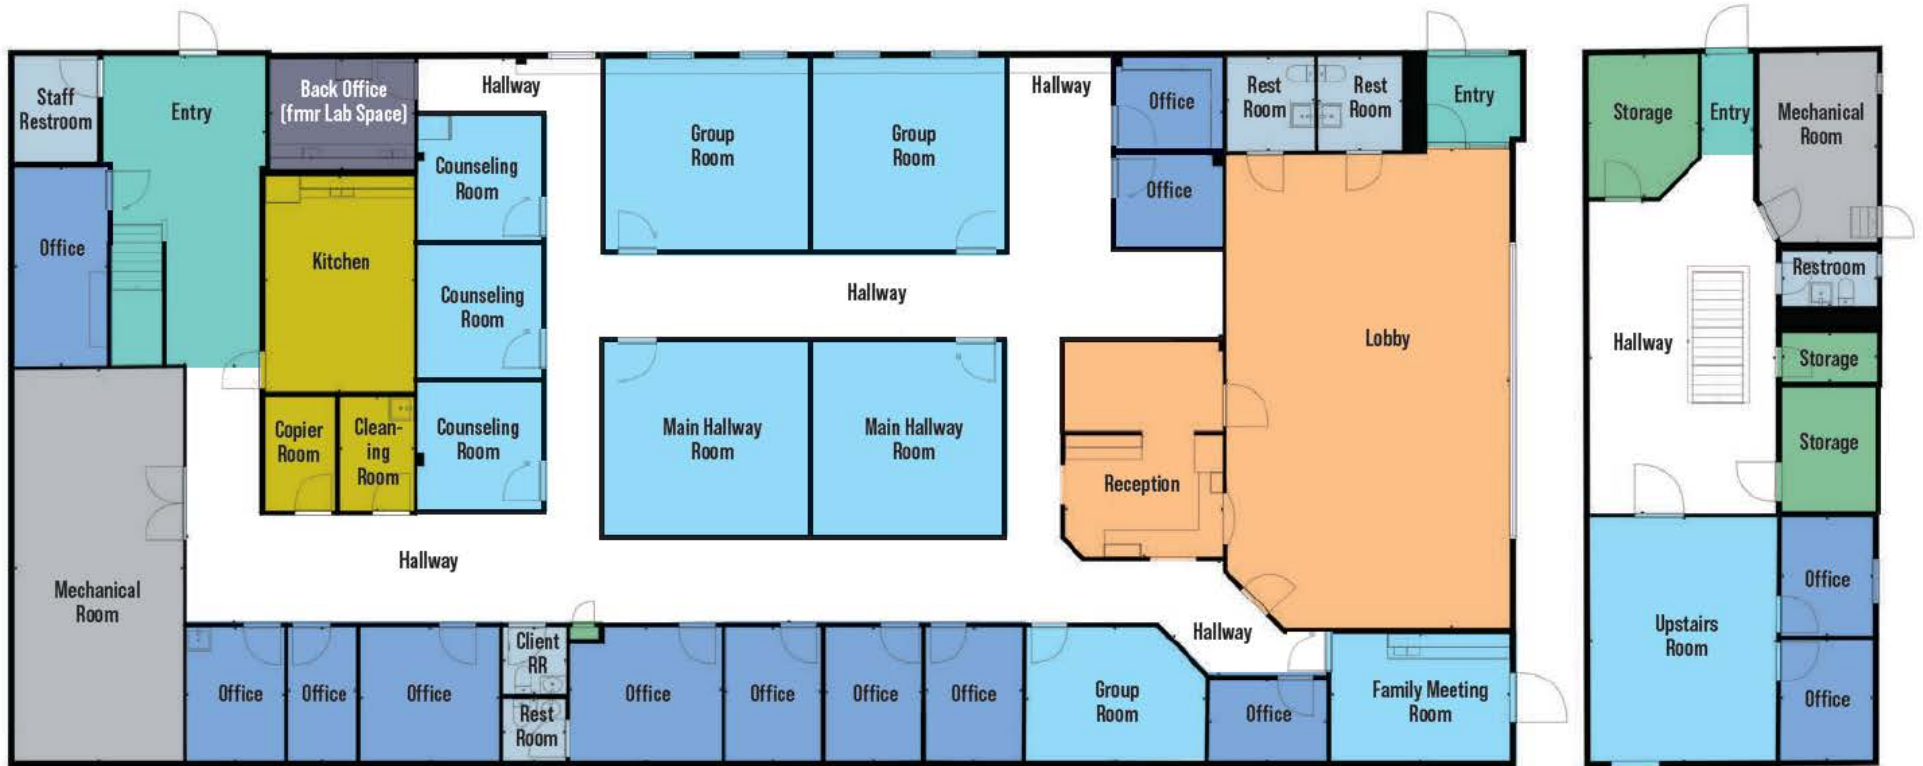 Staff
Restroom
Entry
Back Office
(frmr Lab Space)
Hallway
Group
Room
Group
Room
Hallway
Office
Rest
Room
Rest
Room
Entry
Counseling
Room
Office
Office
Kitchen
Counseling
Room
Hallway
Lobby
Copier
Room
Clean-
ing
Room
Counseling
Room
Main Hallway
Room
Main Hallway
Room
Reception
Hallway
Mechanical
Room
Office
Office
Office
Client
RR
Rest
Room
Office
Office
Office
Office
Group
Room
Hallway
Office
Family Meeting
Room
Storage
Entry
Mechanical
Room
Restroom
Hallway
Storage
Storage
Upstairs
Room
Office
Office